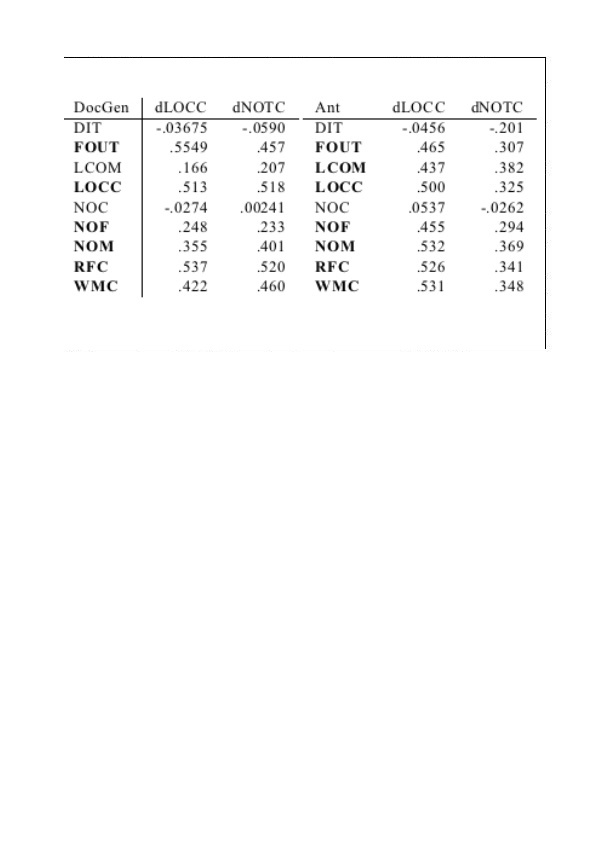 DocGen dLOCC dNOTC Ant dLOCC dNOTC
DIT -.03675 -.0590 DIT -.0456 -.201
FOUT .5549 .457 FOUT .465 .307
LCOM .166 .207 LCOM .437 .382
LOCC .513 .518 LOCC .500 .325
NOC -.0274 .00241 NOC .0537 -.0262
NOF .248 .233 NOF .455 .294
NOM .355 .401 NOM .532 .369
RFC .537 .520 RFC .526 .341
WMC .422 .460 WMC .531 .348